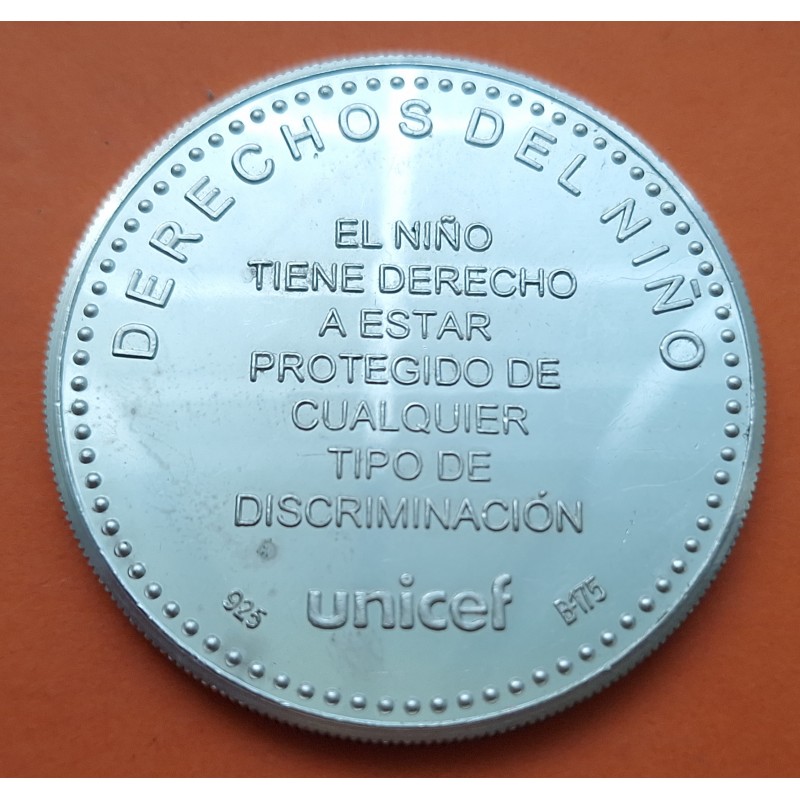 DERECHOS DEL NIÑO
EL NIÑO
TIENE DERECHO
A ESTAR
PROTEGIDO DE
CUALQUIER
TIPO DE
DISCRIMINACIÓN
925 unicef B-175